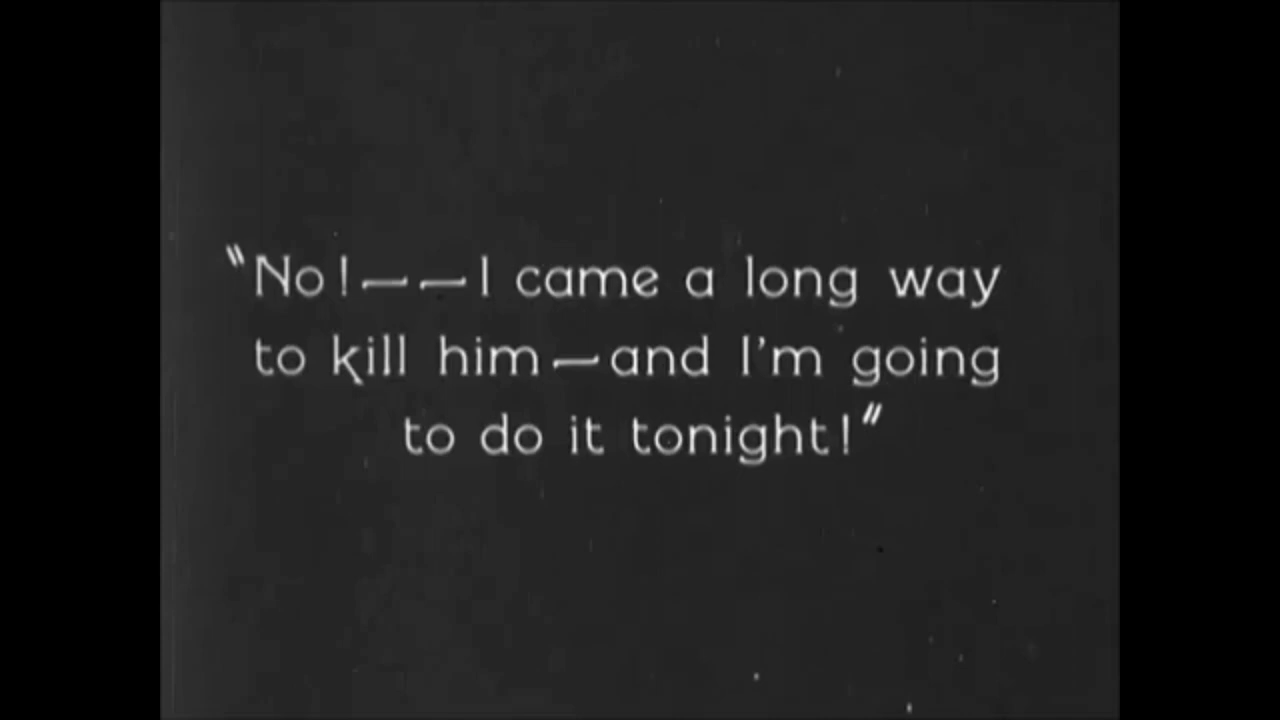 "No!——I came a long way
to kill him—and I'm going
to do it tonight!"